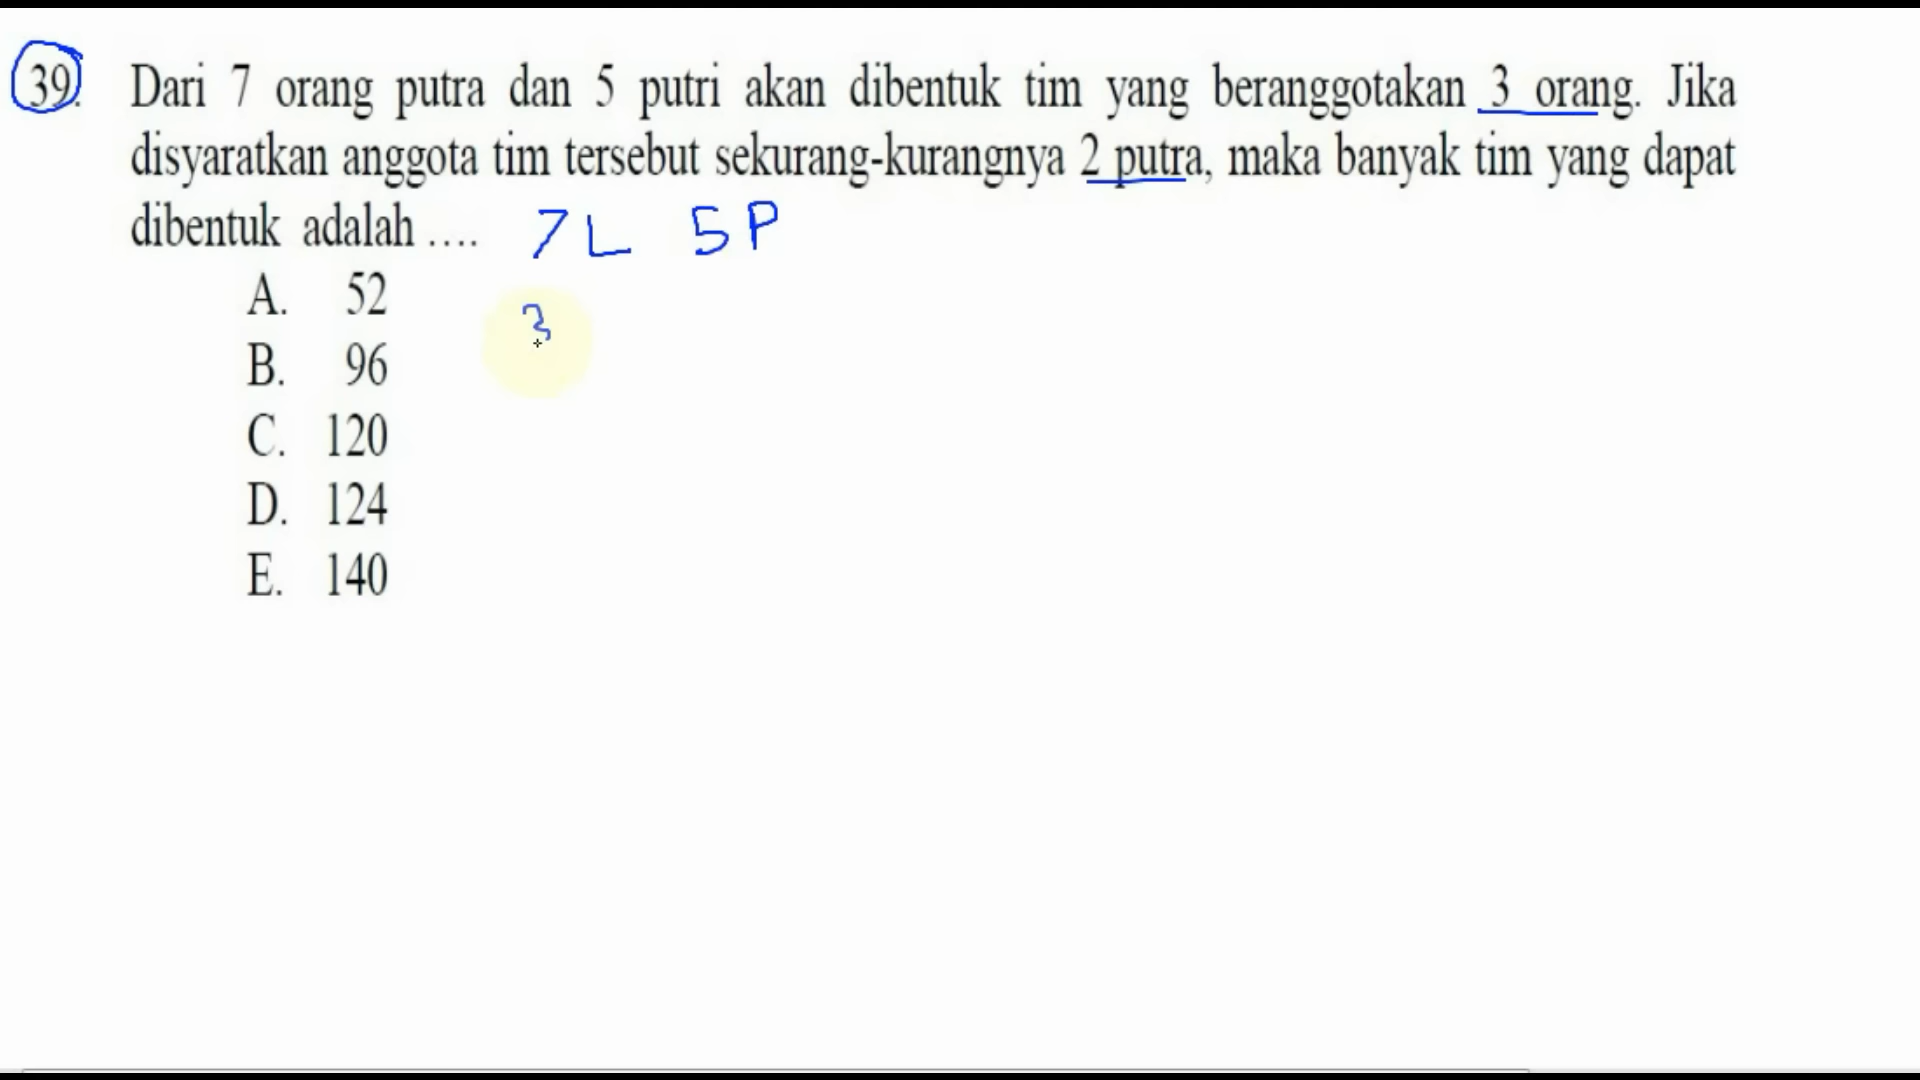 39. Dari 7 orang putra dan 5 putri akan dibentuk tim yang beranggotakan 3 orang. Jika
disyaratkan anggota tim tersebut sekurang-kurangnya 2 putra, maka banyak tim yang dapat
dibentuk adalah .... 7L 5P
A. 52
3
B. 96
C. 120
D. 124
E. 140